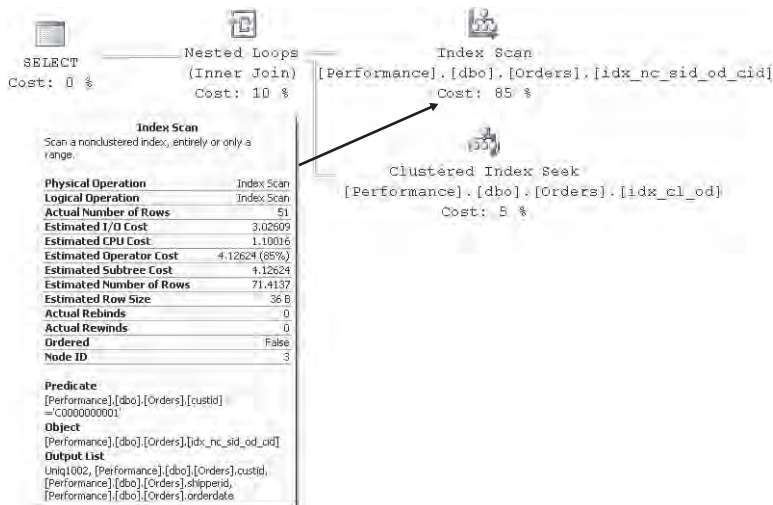 SELECT
Cost: 0 %
Nested Loops
(Inner Join)
Cost: 10 %
Index Scan
[Performance].[dbo].[Orders].[idx_nc_sid_od_cid]
Cost: 85 %
Clustered Index Seek
[Performance].[dbo].[Orders].[idx_cl_od]
Cost: 5 %
Index Scan
Scan a nonclustered index, entirely or only a
range.
Physical Operation Index Scan
Logical Operation Index Scan
Actual Number of Rows 51
Estimated I/O Cost 3.02609
Estimated CPU Cost 1.10016
Estimated Operator Cost 4.12624 (85%)
Estimated Subtree Cost 4.12624
Estimated Number of Rows 71.4137
Estimated Row Size 36 B
Actual Rebinds 0
Actual Rewinds 0
Ordered False
Node ID 3
Predicate
[Performance].[dbo].[Orders].[custid]
='C0000000001'
Object
[Performance].[dbo].[Orders].[idx_nc_sid_od_cid]
Output List
Uniq1002, [Performance].[dbo].[Orders].custid,
[Performance].[dbo].[Orders].shipperid,
[Performance].[dbo].[Orders].orderdate